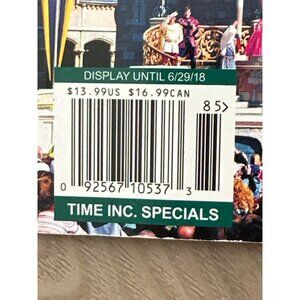 DISPLAY UNTIL 6/29/18
$13.99US $16.99CAN
85>
0 92567 10537 3
TIME INC. SPECIALS